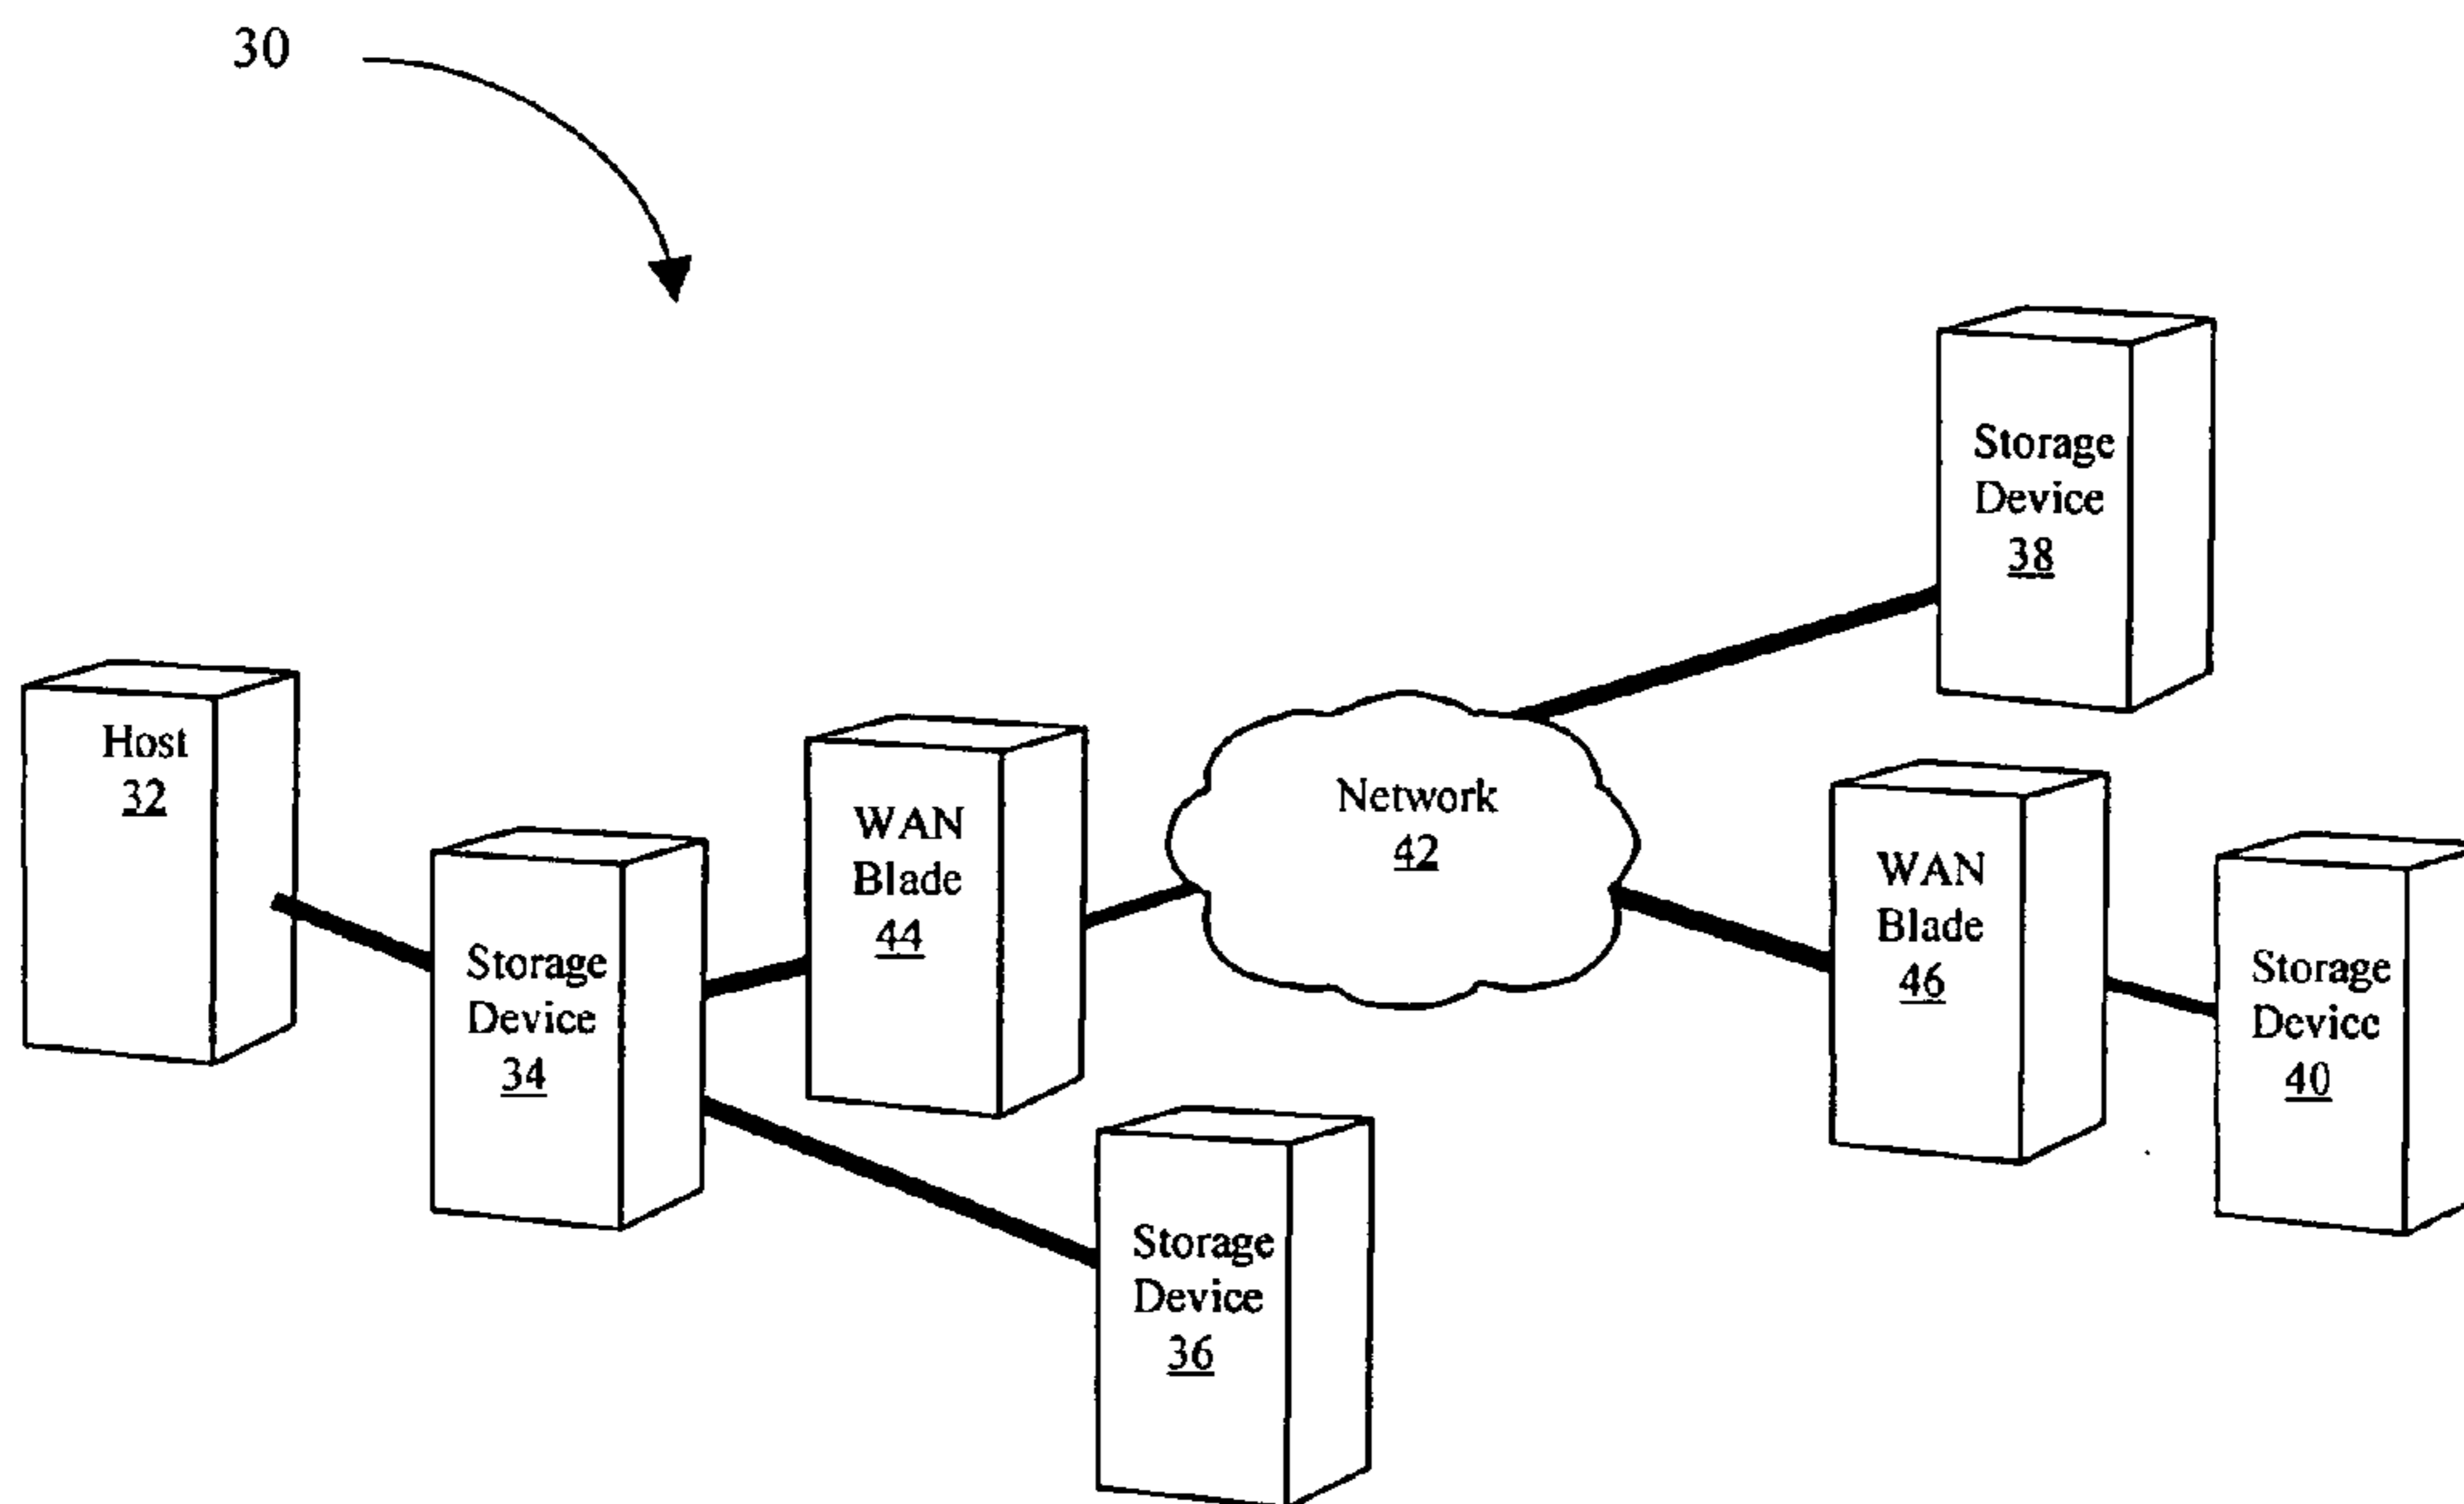 30
Storage
Device
38
Host
32
WAN
Blade
44
Network
42
WAN
Blade
46
Storage
Device
34
Storage
Device
40
Storage
Device
36